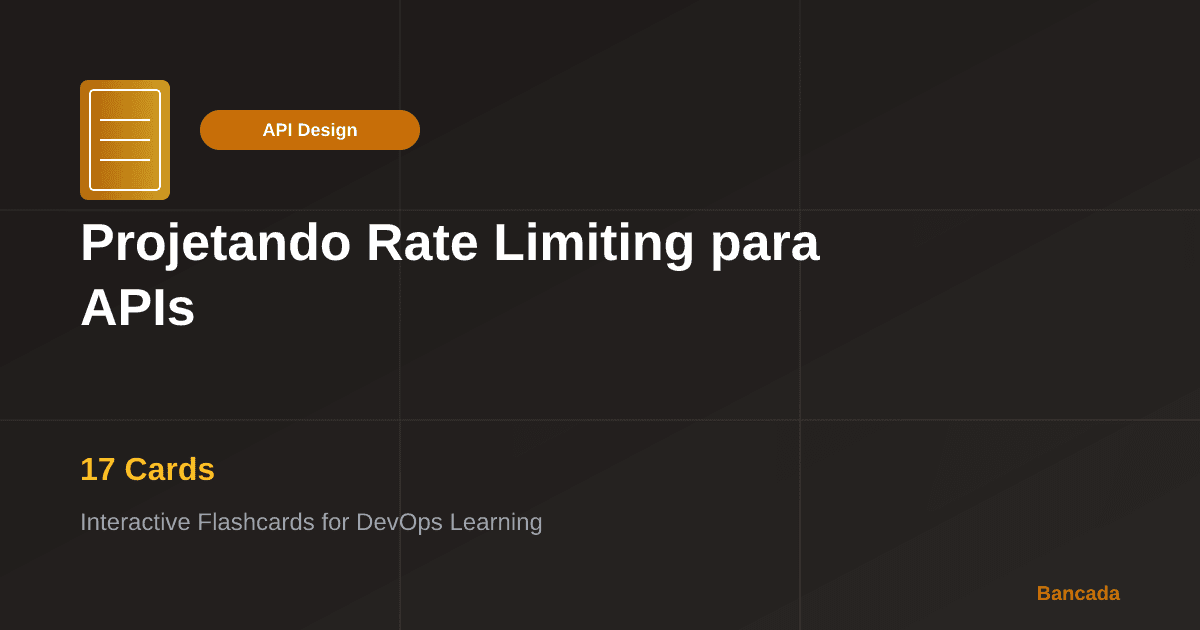 API Design
Projetando Rate Limiting para
APIs
17 Cards
Interactive Flashcards for DevOps Learning
Bancada